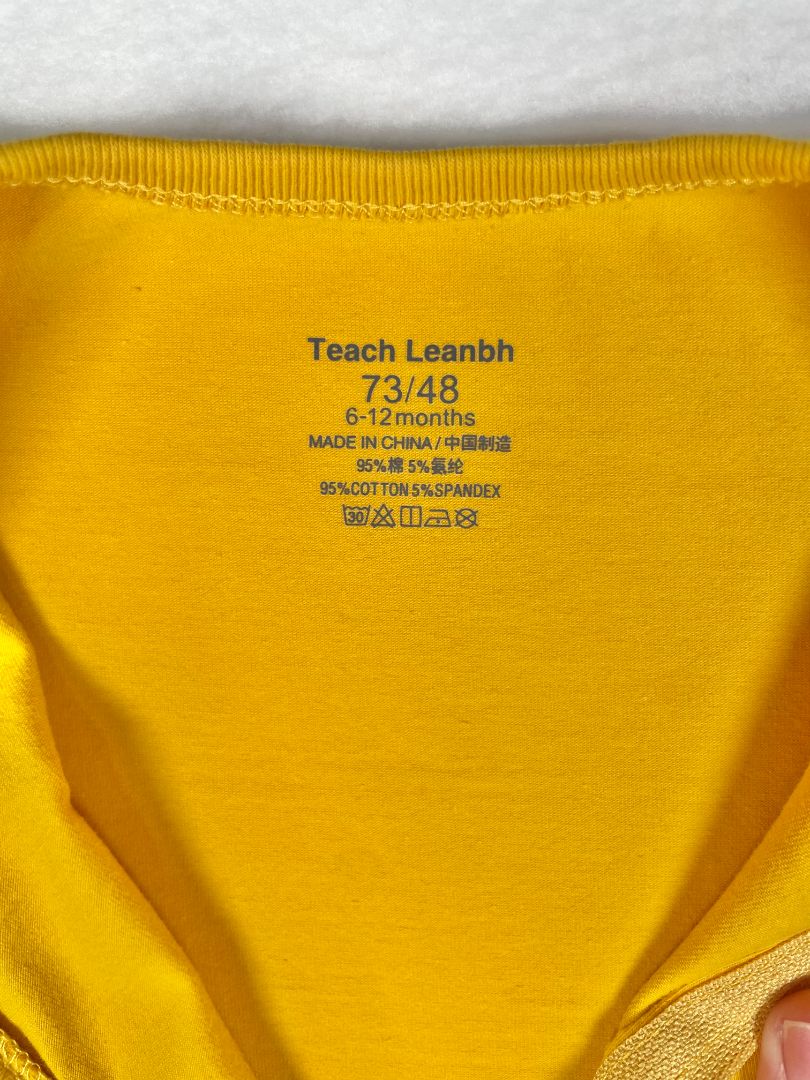 Teach Leanbh
73/48
6-12months
MADE IN CHINA / 中国制造
95%棉 5%氨纶
95%COTTON 5%SPANDEX
30